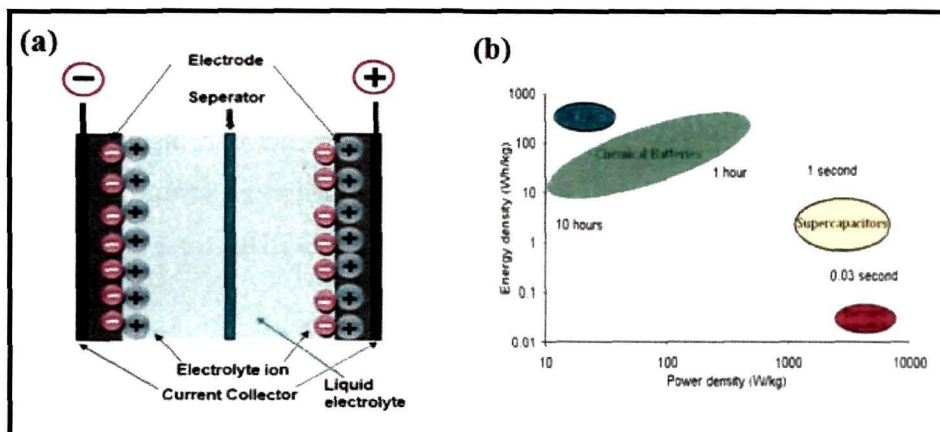 (a)
Electrode
Seperator
−
+
Electrolyte ion
Current Collector
Liquid
electrolyte
(b)
Energy density (Wh/kg)
1000
100
10
1
0.1
0.01
10
100
1000
10000
Power density (W/kg)
Chemical Batteries
1 hour
1 second
10 hours
Supercapacitors
0.03 second